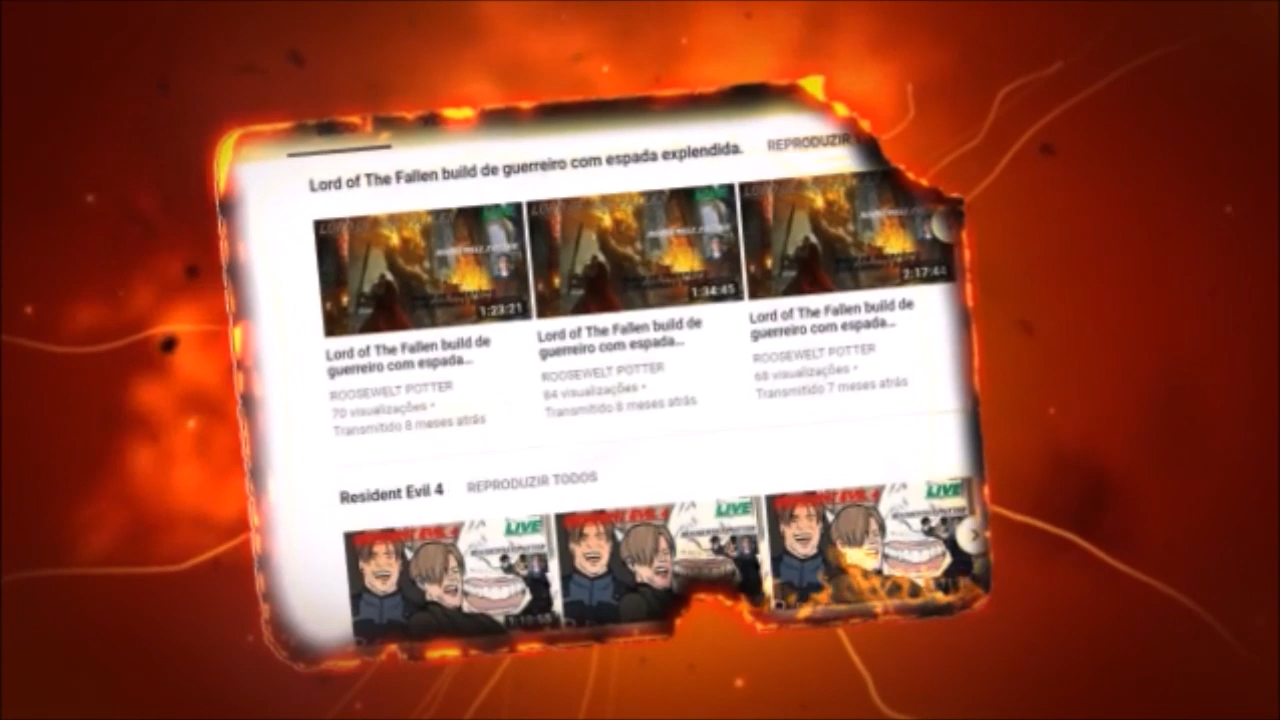 Lord of The Fallen build de guerreiro com espada explendida.
REPRODUZIR
1:23:21
1:34:45
2:17:44
Lord of The Fallen build de
guerreiro com espada...
ROOSEWELT POTTER
70 visualizações •
Transmitido 8 meses atrás
Lord of The Fallen build de
guerreiro com espada...
ROOSEWELT POTTER
84 visualizações •
Transmitido 8 meses atrás
Lord of The Fallen build de
guerreiro com espada...
ROOSEWELT POTTER
68 visualizações •
Transmitido 7 meses atrás
Resident Evil 4
REPRODUZIR TODOS
LIVE
LIVE
LIVE